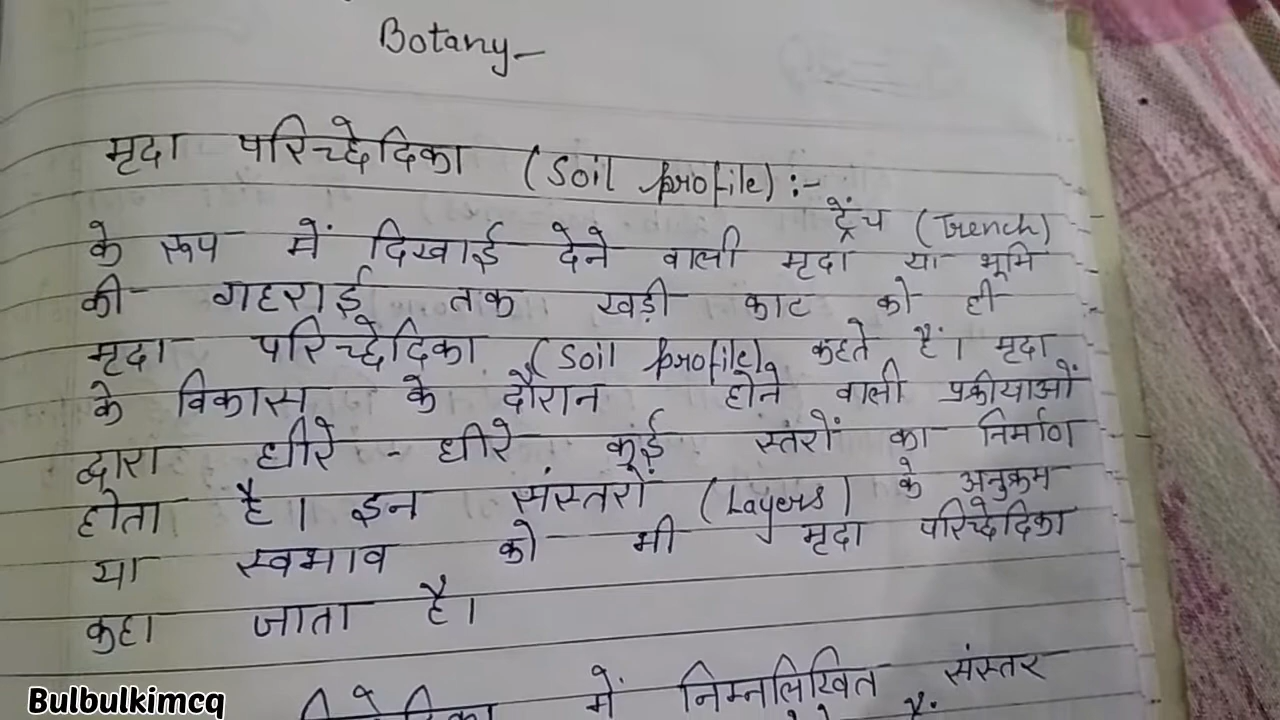 Botany-
मृदा परिच्छेदिका (Soil profile) :-
ट्रेंच (Trench)
के रूप में दिखाई देने वाली मृदा या भूमि
की गहराई तक खड़ी काट को ही
मृदा परिच्छेदिका (Soil profile) कहते हैं। मृदा
के विकास के दौरान होने वाली प्रकीयाओं
द्वारा धीरे - धीरे कई स्तरों का निर्माण
होता है। इन संस्तरों (Layers) के अनुक्रम
या स्वभाव को भी मृदा परिच्छेदिका
कहा जाता है।
में निम्नलिखित संस्तर
Bulbulkimcq